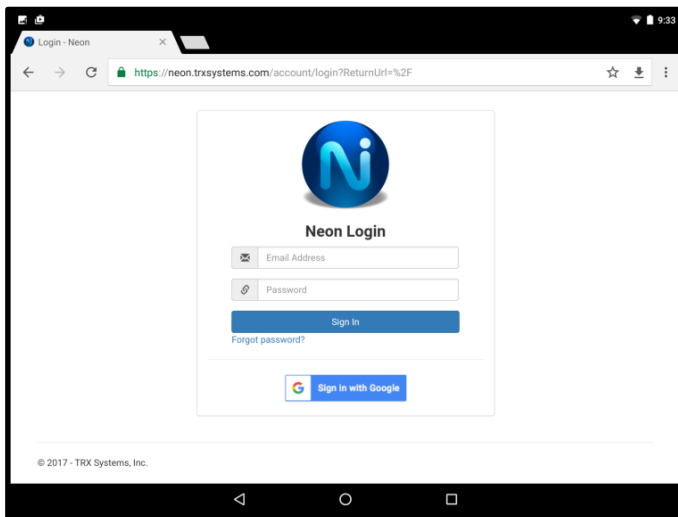 9:33
Login - Neon
https://neon.trxsystems.com/account/login?ReturnUrl=%2F
Ni
Neon Login
Email Address
Password
Sign In
Forgot password?
G Sign in with Google
© 2017 - TRX Systems, Inc.